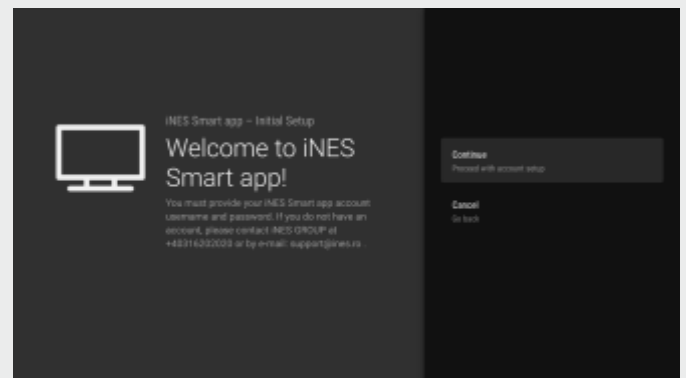 iNES Smart app – Initial Setup
Welcome to iNES
Smart app!
You must provide your iNES Smart app account
username and password. If you do not have an
account, please contact iNES GROUP at
+40316202020 or by e-mail: support@ines.ro .
Continue
Proceed with account setup
Cancel
Go back